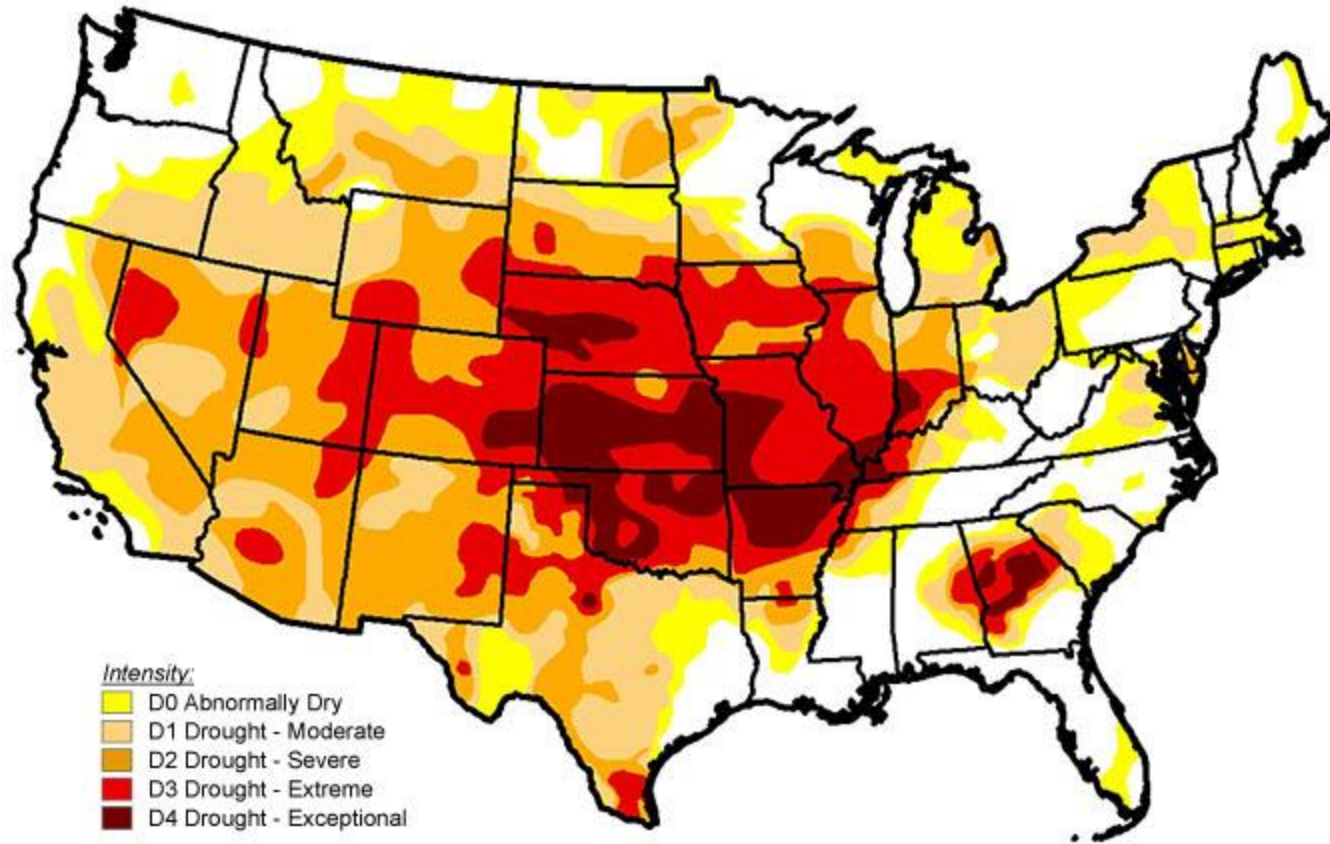 Intensity:
D0 Abnormally Dry
D1 Drought - Moderate
D2 Drought - Severe
D3 Drought - Extreme
D4 Drought - Exceptional